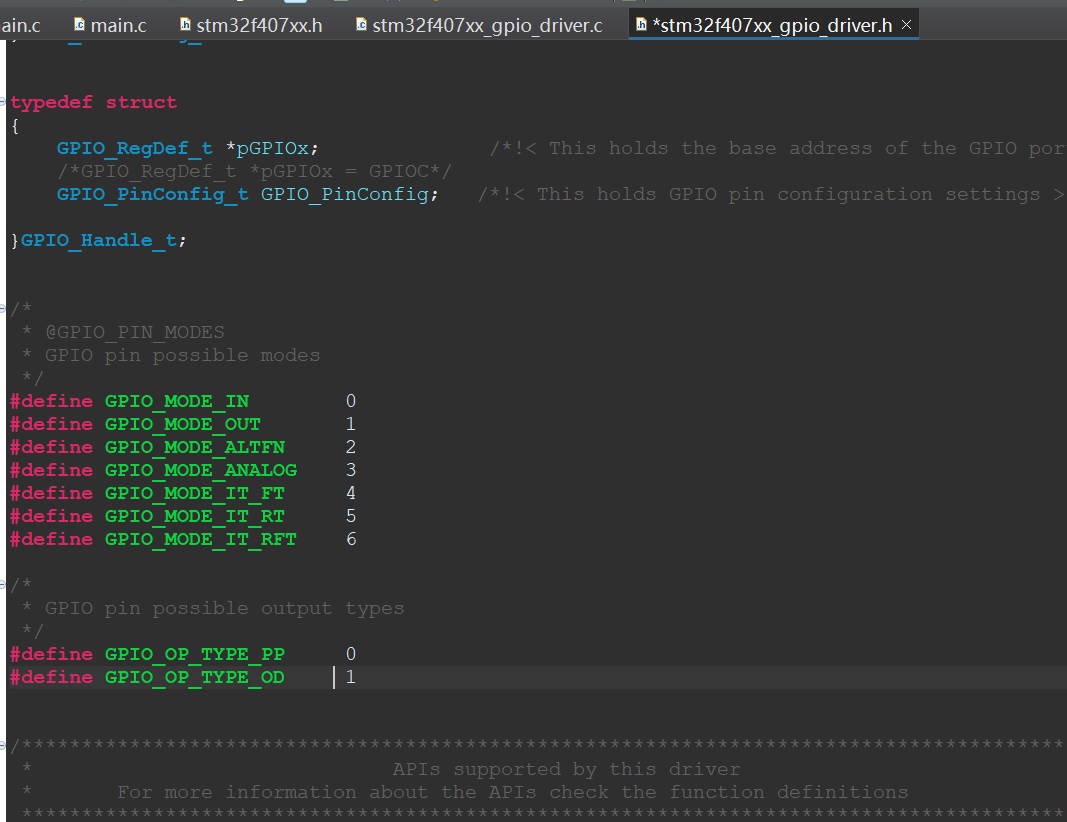 ain.c main.c stm32f407xx.h stm32f407xx_gpio_driver.c *stm32f407xx_gpio_driver.h
typedef struct
{
GPIO_RegDef_t *pGPIOx; /*!< This holds the base address of the GPIO por
/*GPIO_RegDef_t *pGPIOx = GPIOC*/
GPIO_PinConfig_t GPIO_PinConfig; /*!< This holds GPIO pin configuration settings >
}GPIO_Handle_t;
/*
* @GPIO_PIN_MODES
* GPIO pin possible modes
*/
#define GPIO_MODE_IN 0
#define GPIO_MODE_OUT 1
#define GPIO_MODE_ALTFN 2
#define GPIO_MODE_ANALOG 3
#define GPIO_MODE_IT_FT 4
#define GPIO_MODE_IT_RT 5
#define GPIO_MODE_IT_RFT 6
/*
* GPIO pin possible output types
*/
#define GPIO_OP_TYPE_PP 0
#define GPIO_OP_TYPE_OD 1
/***************************************************************************************
* APIs supported by this driver
* For more information about the APIs check the function definitions
***************************************************************************************